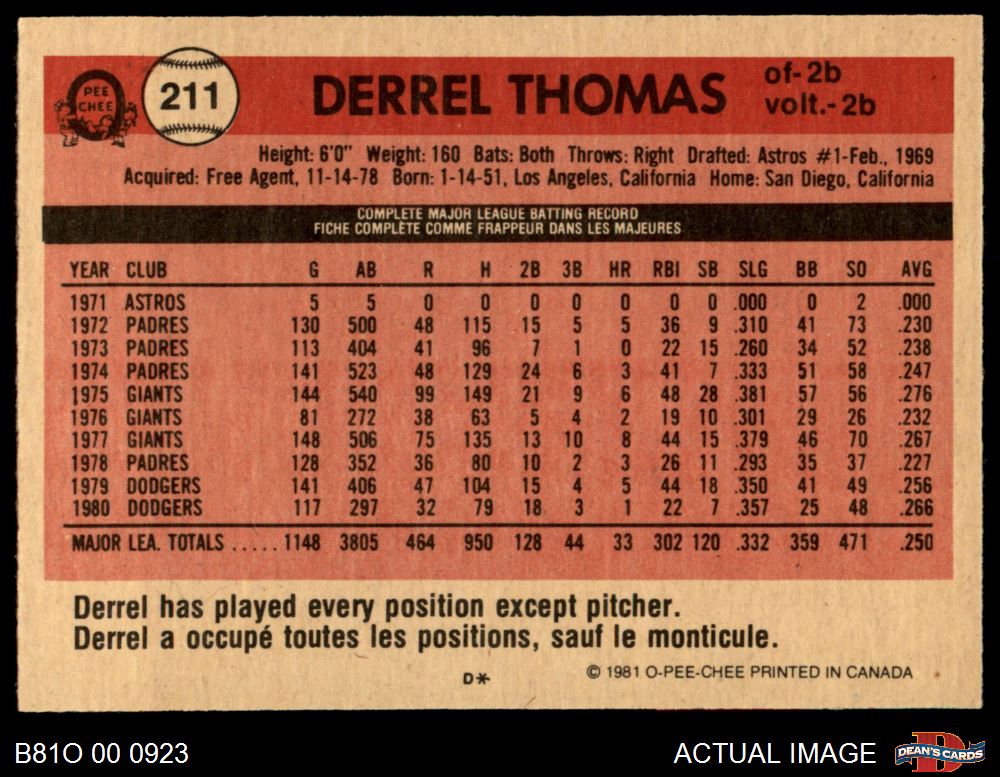 PEE
CHEE
211
DERREL THOMAS
of-2b
volt.-2b
Height: 6'0" Weight: 160 Bats: Both Throws: Right Drafted: Astros #1-Feb., 1969
Acquired: Free Agent, 11-14-78 Born: 1-14-51, Los Angeles, California Home: San Diego, California
COMPLETE MAJOR LEAGUE BATTING RECORD
FICHE COMPLÈTE COMME FRAPPEUR DANS LES MAJEURES
YEAR CLUB G AB R H 2B 3B HR RBI SB SLG BB SO AVG
1971 ASTROS 5 5 0 0 0 0 0 0 0 .000 0 2 .000
1972 PADRES 130 500 48 115 15 5 5 36 9 .310 41 73 .230
1973 PADRES 113 404 41 96 7 1 0 22 15 .260 34 52 .238
1974 PADRES 141 523 48 129 24 6 3 41 7 .333 51 58 .247
1975 GIANTS 144 540 99 149 21 9 6 48 28 .381 57 56 .276
1976 GIANTS 81 272 38 63 5 4 2 19 10 .301 29 26 .232
1977 GIANTS 148 506 75 135 13 10 8 44 15 .379 46 70 .267
1978 PADRES 128 352 36 80 10 2 3 26 11 .293 35 37 .227
1979 DODGERS 141 406 47 104 15 4 5 44 18 .350 41 49 .256
1980 DODGERS 117 297 32 79 18 3 1 22 7 .357 25 48 .266
MAJOR LEA. TOTALS .....1148 3805 464 950 128 44 33 302 120 .332 359 471 .250
Derrel has played every position except pitcher.
Derrel a occupé toutes les positions, sauf le monticule.
D*
© 1981 O-PEE-CHEE PRINTED IN CANADA
B81O 00 0923
ACTUAL IMAGE
DEAN'S CARDS